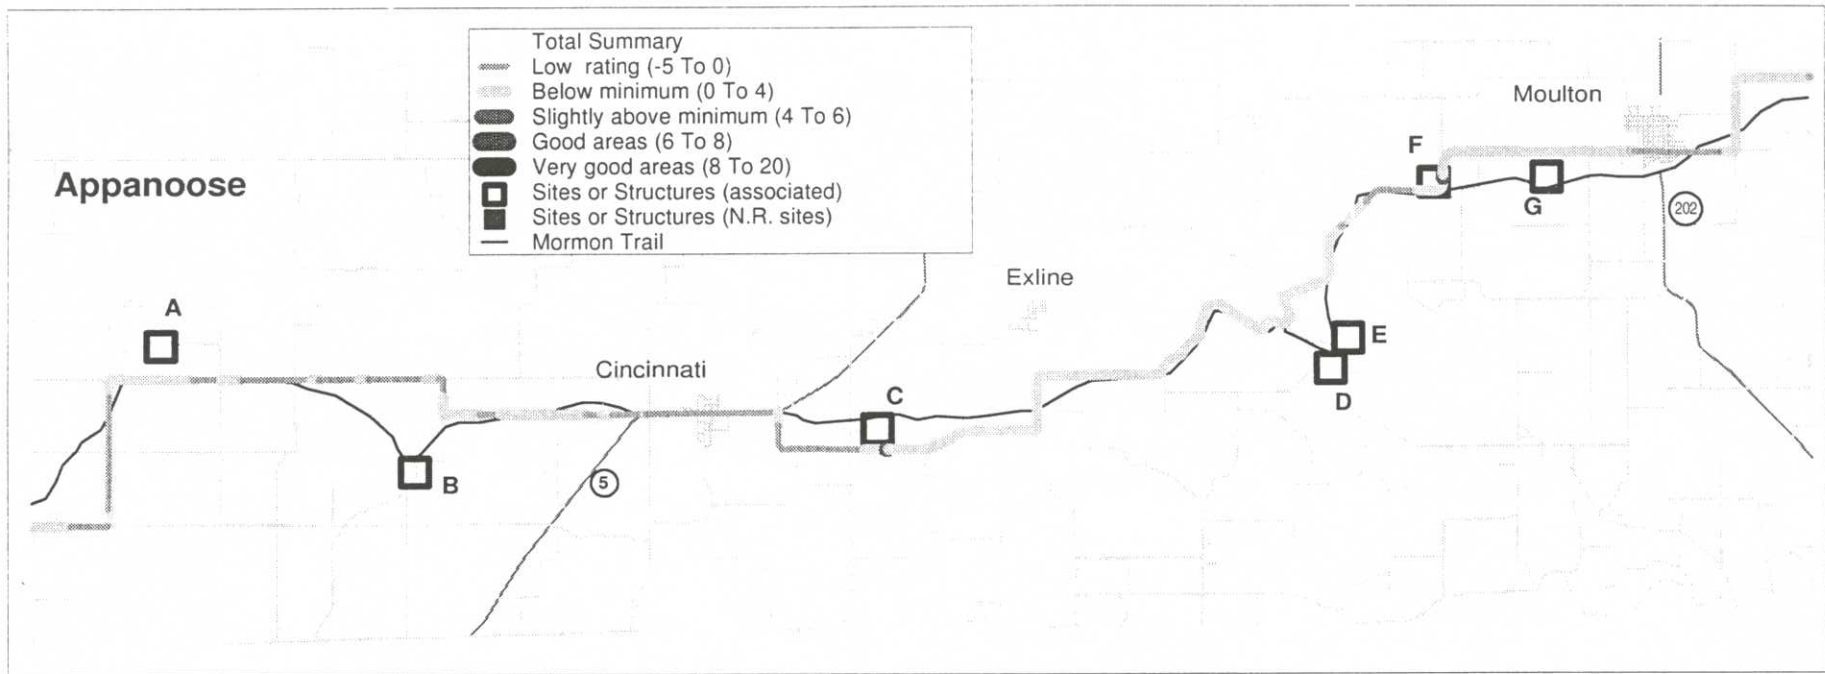 Total Summary
Low rating (-5 To 0)
Below minimum (0 To 4)
Slightly above minimum (4 To 6)
Good areas (6 To 8)
Very good areas (8 To 20)
Sites or Structures (associated)
Sites or Structures (N.R. sites)
Mormon Trail
Appanoose
Moulton
F
G
202
Exline
A
Cincinnati
C
E
D
B
5